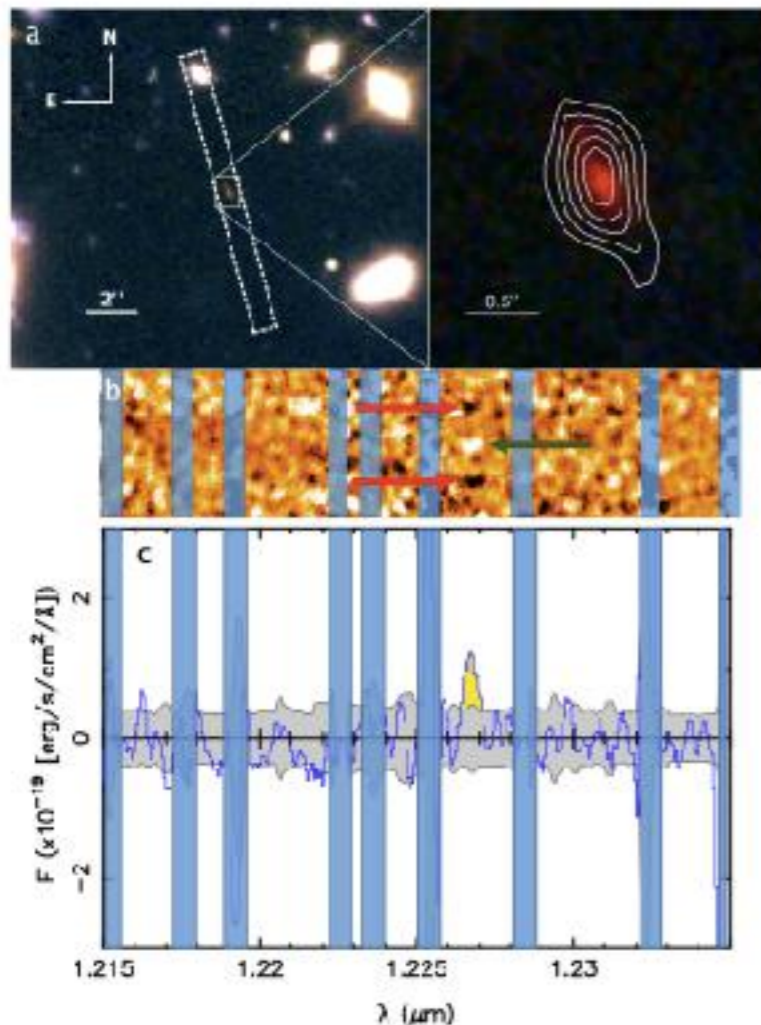 a
N
E
2"
0.5"
b
c
F (x10⁻¹⁹ [erg/s/cm²/Å]
2
0
-2
1.215
1.22
1.225
1.23
λ (μm)